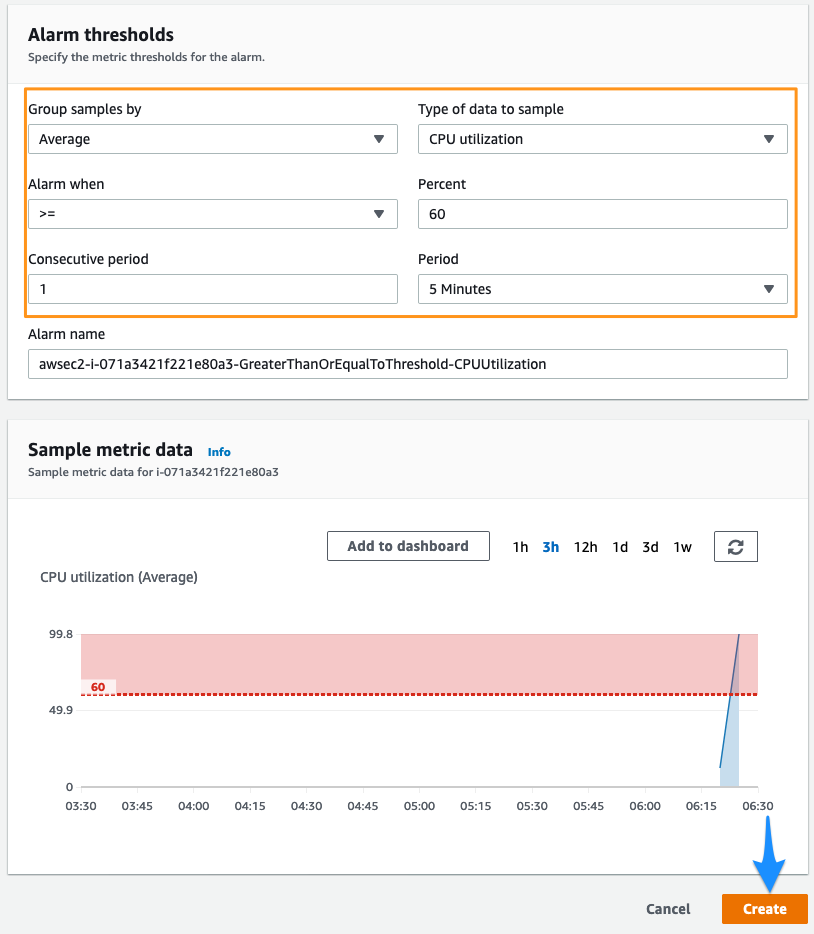 Alarm thresholds
Specify the metric thresholds for the alarm.
Group samples by
Type of data to sample
Average
CPU utilization
Alarm when
Percent
>=
60
Consecutive period
Period
1
5 Minutes
Alarm name
awsec2-i-071a3421f221e80a3-GreaterThanOrEqualToThreshold-CPUUtilization
Sample metric data Info
Sample metric data for i-071a3421f221e80a3
Add to dashboard 1h 3h 12h 1d 3d 1w
CPU utilization (Average)
99.8
60
49.9
0
03:30 03:45 04:00 04:15 04:30 04:45 05:00 05:15 05:30 05:45 06:00 06:15 06:30
Cancel Create